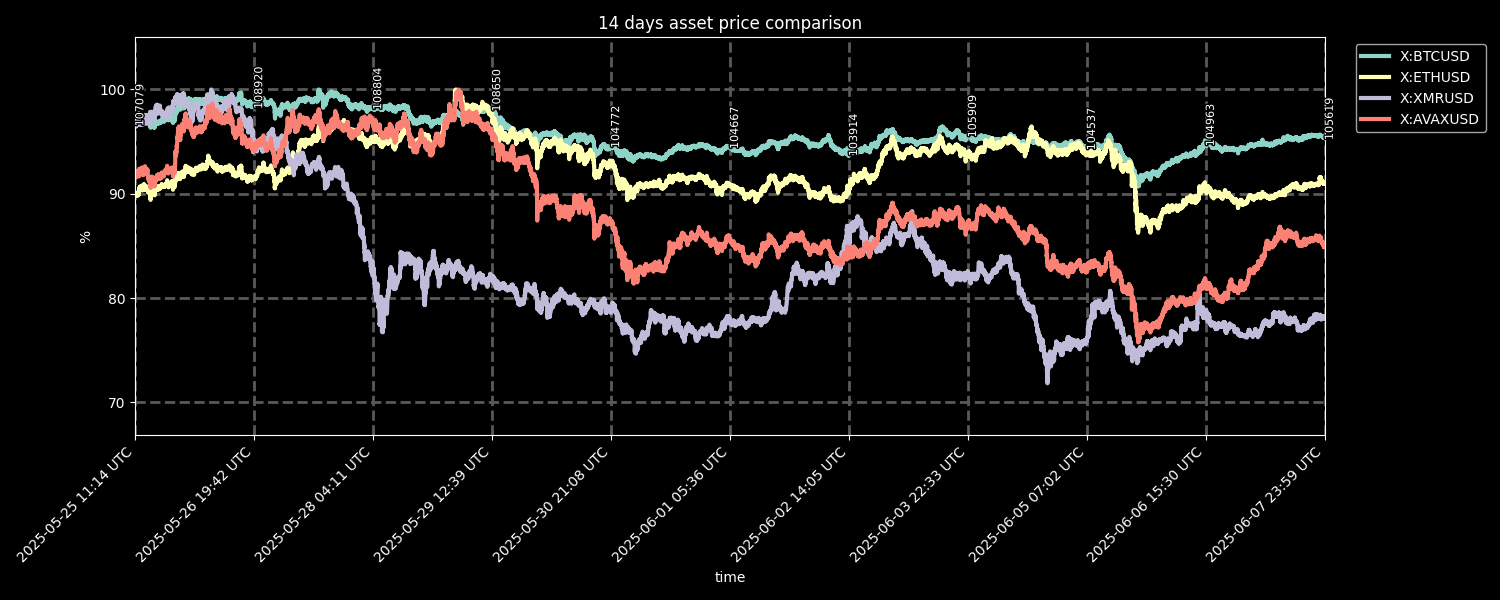 14 days asset price comparison
X:BTCUSD
X:ETHUSD
X:XMRUSD
X:AVAXUSD
100
90
80
70
%
107079
108920
108804
108650
104772
104667
103914
105909
104537
104963
105619
2025-05-25 11:14 UTC
2025-05-26 19:42 UTC
2025-05-28 04:11 UTC
2025-05-29 12:39 UTC
2025-05-30 21:08 UTC
2025-06-01 05:36 UTC
2025-06-02 14:05 UTC
2025-06-03 22:33 UTC
2025-06-05 07:02 UTC
2025-06-06 15:30 UTC
2025-06-07 23:59 UTC
time